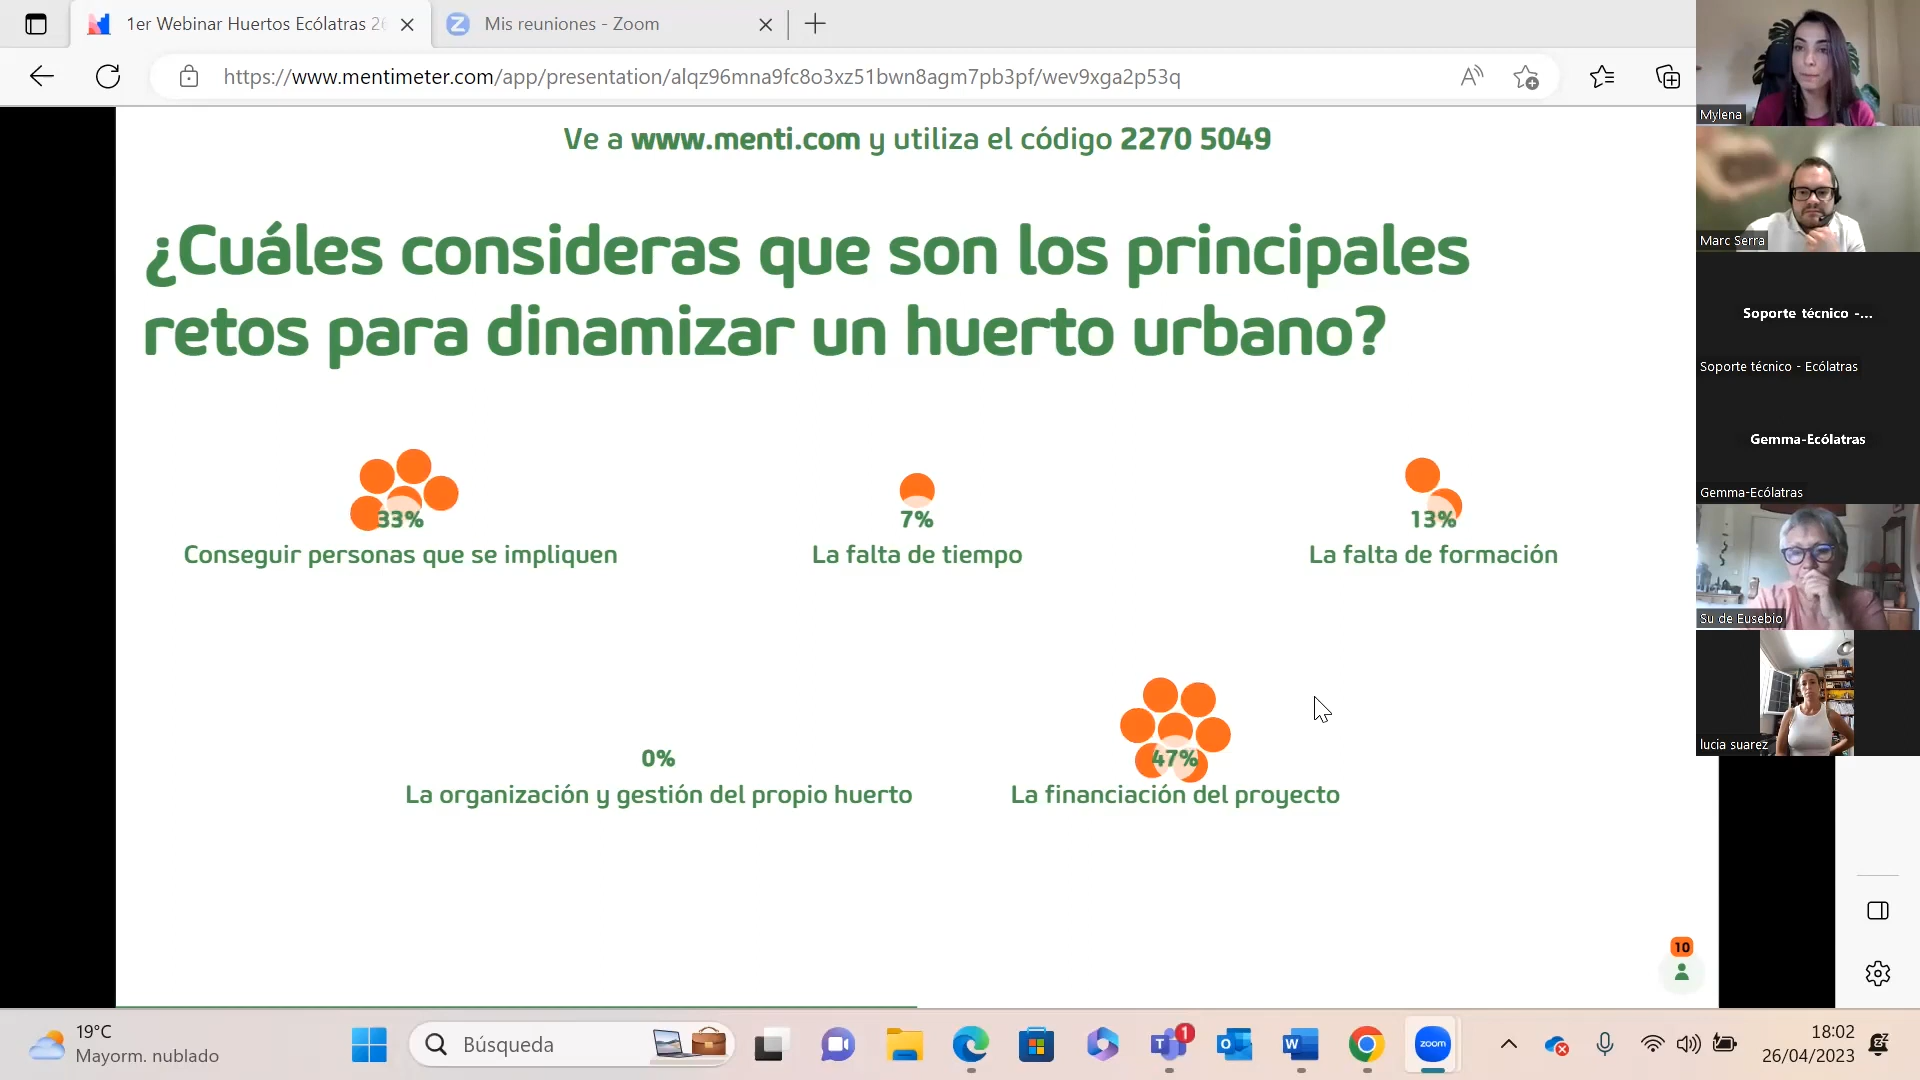 1er Webinar Huertos Ecólatras 26
Mis reuniones - Zoom
https://www.mentimeter.com/app/presentation/alqz96mna9fc8o3xz51bwn8agm7pb3pf/wev9xga2p53q
Ve a www.menti.com y utiliza el código 2270 5049
¿Cuáles consideras que son los principales
retos para dinamizar un huerto urbano?
33%
Conseguir personas que se impliquen
7%
La falta de tiempo
13%
La falta de formación
0%
La organización y gestión del propio huerto
47%
La financiación del proyecto
10
Mylena
Marc Serra
Soporte técnico -...
Soporte técnico - Ecólatras
Gemma-Ecólatras
Gemma-Ecólatras
Su de Eusebio
lucia suarez
19°C
Mayorm. nublado
Búsqueda
1
zoom
18:02
26/04/2023